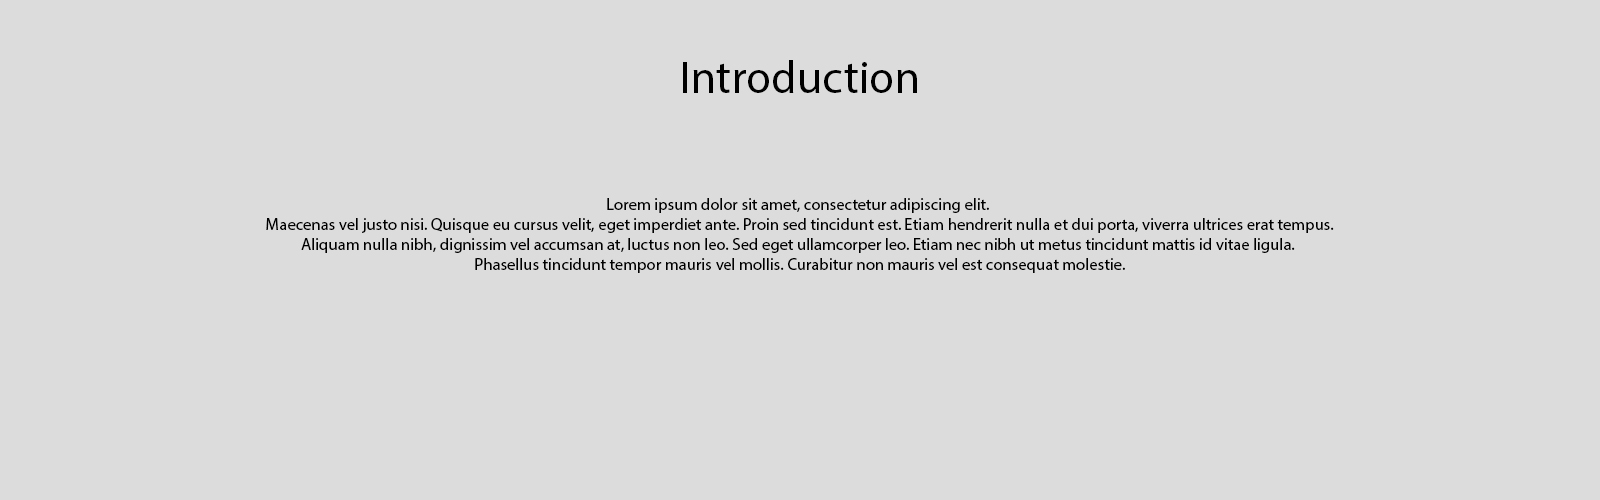 Introduction
Lorem ipsum dolor sit amet, consectetur adipiscing elit.
Maecenas vel justo nisi. Quisque eu cursus velit, eget imperdiet ante. Proin sed tincidunt est. Etiam hendrerit nulla et dui porta, viverra ultrices erat tempus.
Aliquam nulla nibh, dignissim vel accumsan at, luctus non leo. Sed eget ullamcorper leo. Etiam nec nibh ut metus tincidunt mattis id vitae ligula.
Phasellus tincidunt tempor mauris vel mollis. Curabitur non mauris vel est consequat molestie.